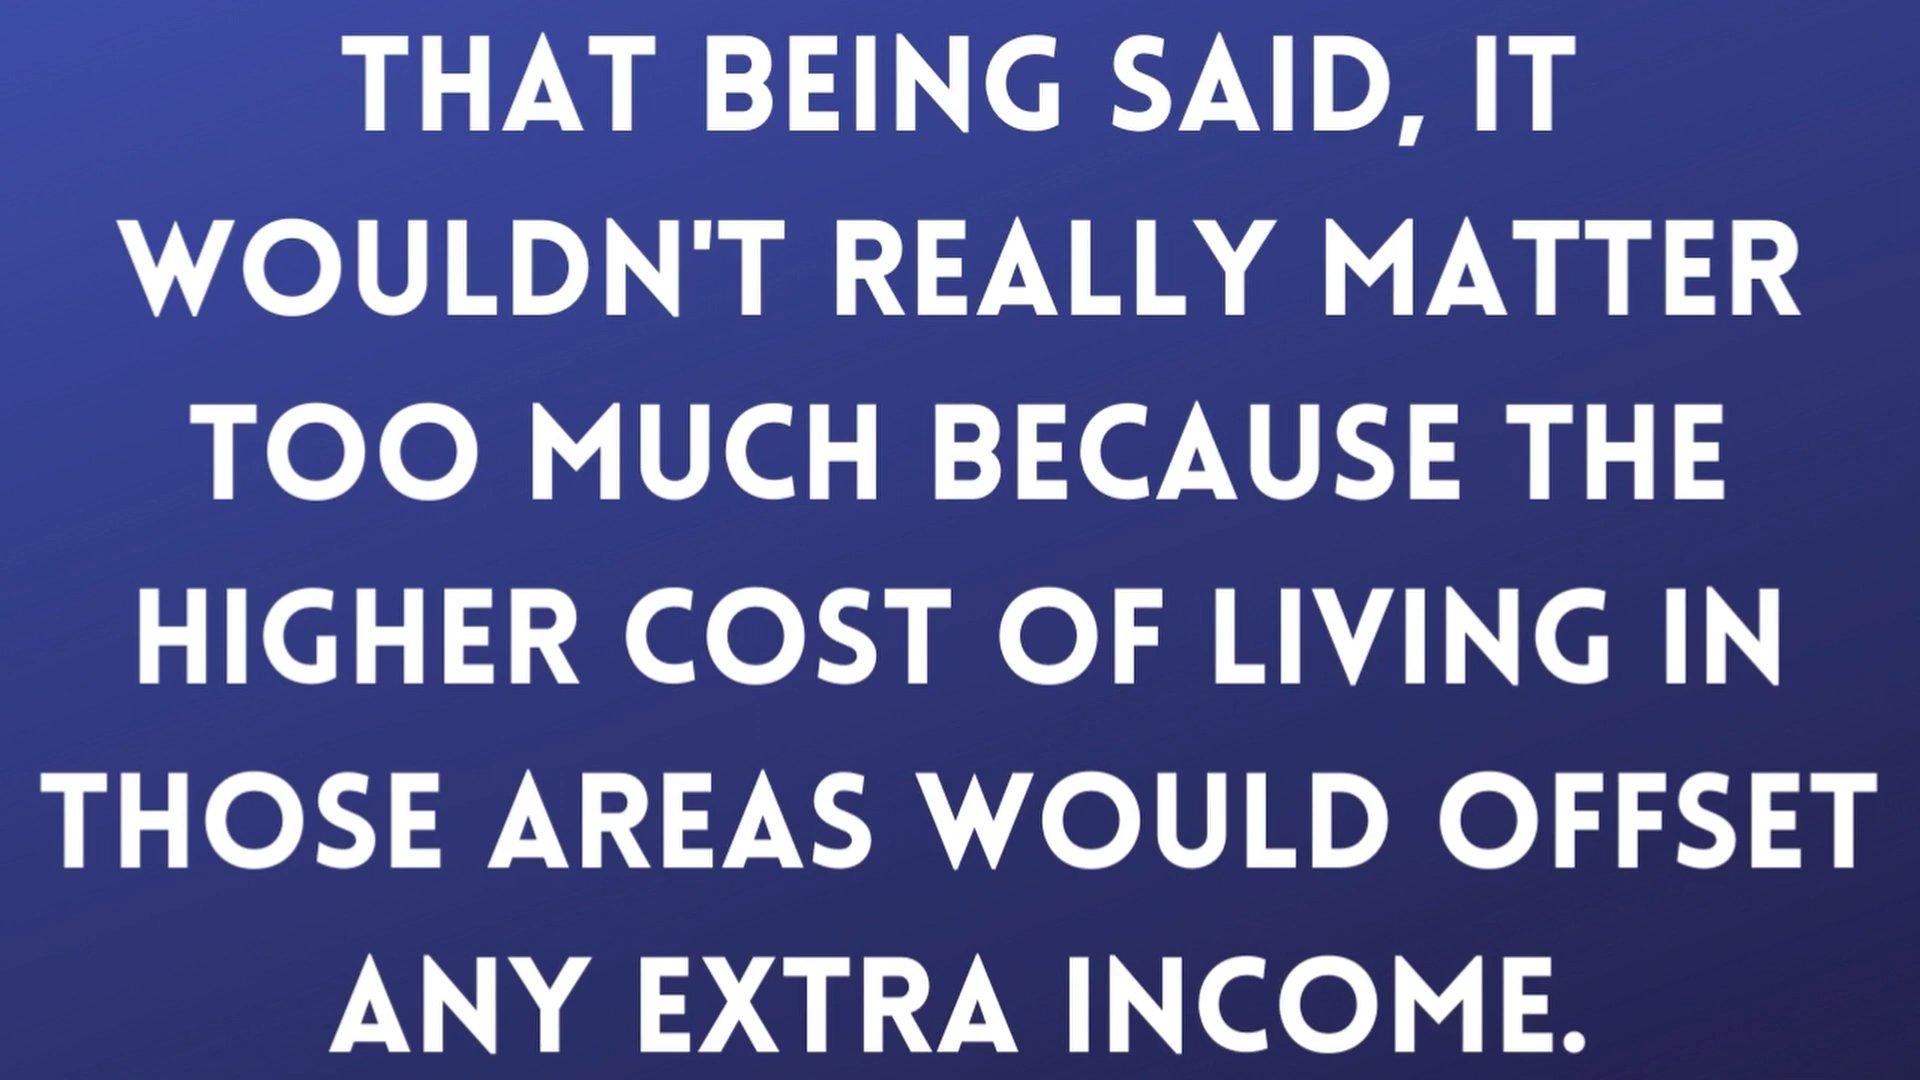 THAT BEING SAID, IT
WOULDN'T REALLY MATTER
TOO MUCH BECAUSE THE
HIGHER COST OF LIVING IN
THOSE AREAS WOULD OFFSET
ANY EXTRA INCOME.